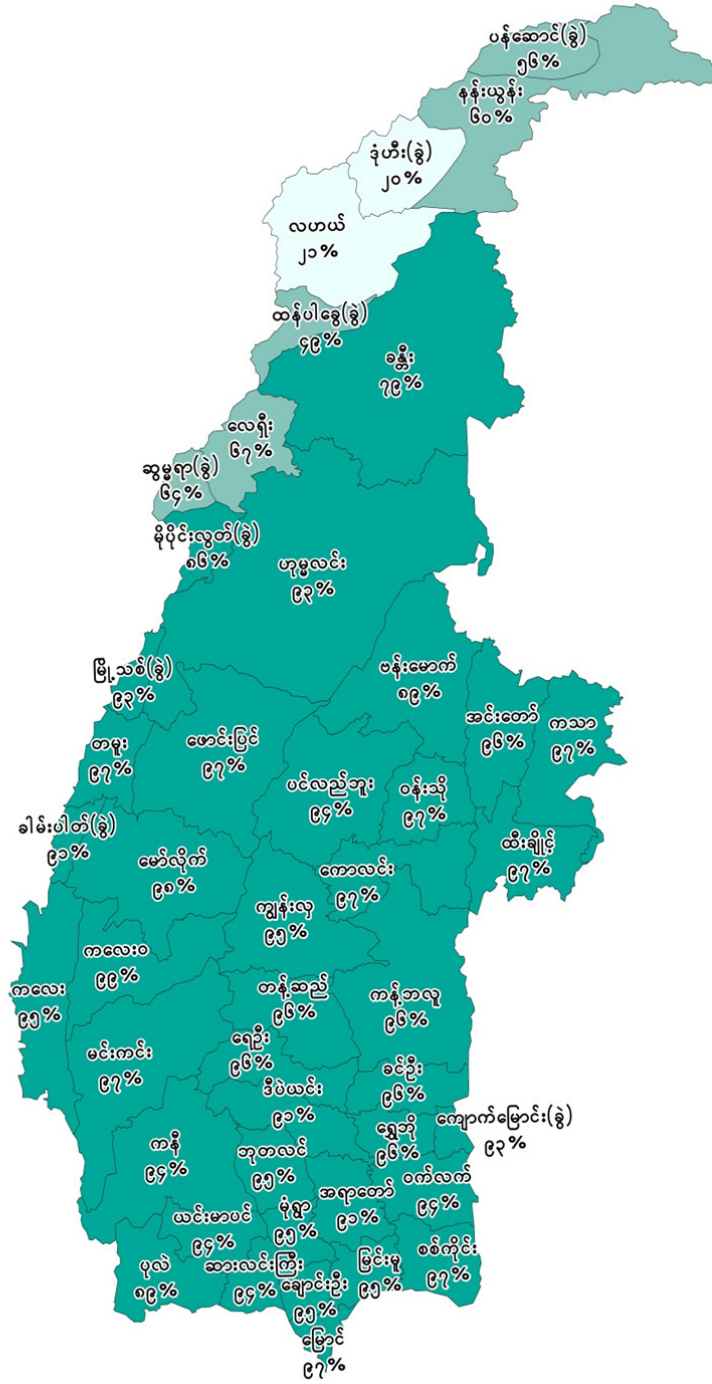 ပန်ဆောင်(ခွဲ)
၅၆%
နန်းယွန်း
၆၀%
ဒုံဟီး(ခွဲ)
၂၀%
လဟယ်
၂၁%
ထန်ပါခွေ(ခွဲ)
၄၉%
ခန္တီး
၇၉%
လေရှီး
၆၇%
ဆွမ္မရာ(ခွဲ)
၆၄%
မိုပိုင်းလွတ်(ခွဲ)
၈၆%
ဟုမ္မလင်း
၉၃%
မြို့သစ်(ခွဲ)
၉၃%
ဗန်းမောက်
၈၉%
အင်းတော်
၉၆%
ကသာ
၉၇%
တမူး
၉၇%
ဖောင်းပြင်
၉၇%
ပင်လည်ဘူး
၉၄%
ဝန်းသို
၉၇%
ခါမ်းပါတ်(ခွဲ)
၉၁%
မော်လိုက်
၉၈%
ကောလင်း
၉၇%
ထီးချိုင့်
၉၇%
ကျွန်းလှ
၉၅%
ကလေးဝ
၉၉%
ကလေး
၉၅%
တန့်ဆည်
၉၆%
ကန့်ဘလူ
၉၆%
မင်းကင်း
၉၇%
ရေဦး
၉၆%
ခင်ဦး
၉၆%
ဒီပဲယင်း
၉၁%
ကျောက်မြောင်း(ခွဲ)
၉၃%
ရွှေဘို
၉၆%
ကနီ
၉၄%
ဘုတလင်
၉၅%
ဝက်လက်
၉၄%
အရာတော်
၉၁%
မုံရွာ
၉၅%
ယင်းမာပင်
၉၄%
စစ်ကိုင်း
၉၇%
မြင်းမူ
၉၅%
ပုလဲ
၈၉%
ဆားလင်းကြီး
၉၄%
ချောင်းဦး
၉၅%
မြောင်
၉၇%